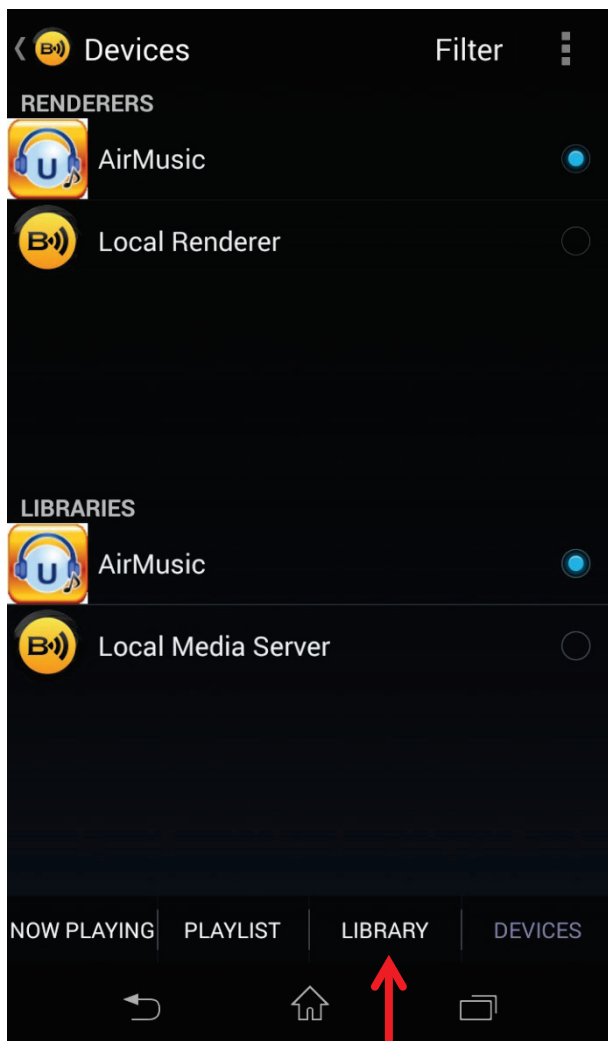 Devices Filter
RENDERERS
U AirMusic
B Local Renderer
LIBRARIES
U AirMusic
B Local Media Server
NOW PLAYING PLAYLIST LIBRARY DEVICES